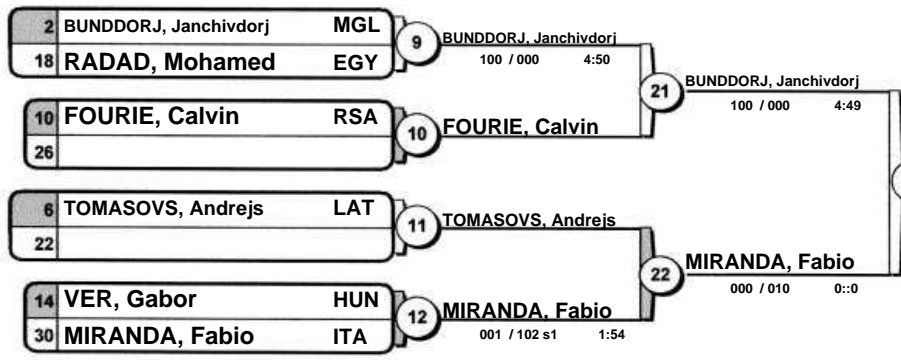 2 BUNDDORJ, Janchivdorj MGL
18 RADAD, Mohamed EGY
9
BUNDDORJ, Janchivdorj
100 / 000 4:50
10 FOURIE, Calvin RSA
26
10
FOURIE, Calvin
21
BUNDDORJ, Janchivdorj
100 / 000 4:49
6 TOMASOVS, Andrejs LAT
22
11
TOMASOVS, Andrejs
14 VER, Gabor HUN
30 MIRANDA, Fabio ITA
12
MIRANDA, Fabio
001 / 102 s1 1:54
22
MIRANDA, Fabio
000 / 010 0::0